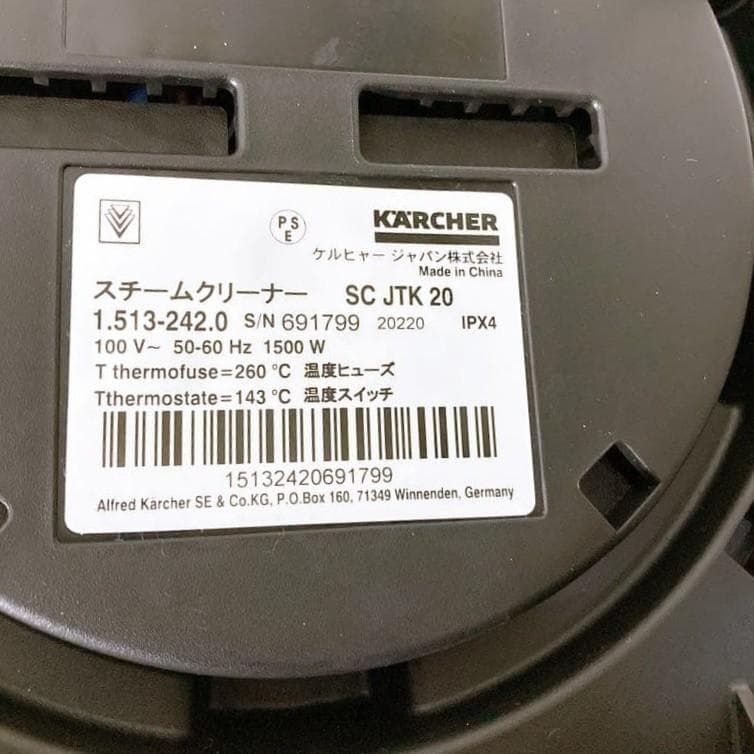 PS
E
KÄRCHER
ケルヒャー ジャパン株式会社
Made in China
スチームクリーナー SC JTK 20
1.513-242.0 S/N 691799 20220 IPX4
100 V~ 50-60 Hz 1500 W
T thermofuse=260 °C 温度ヒューズ
Tthermostate=143 °C 温度スイッチ
15132420691799
Alfred Kärcher SE & Co.KG, P.O.Box 160, 71349 Winnenden, Germany